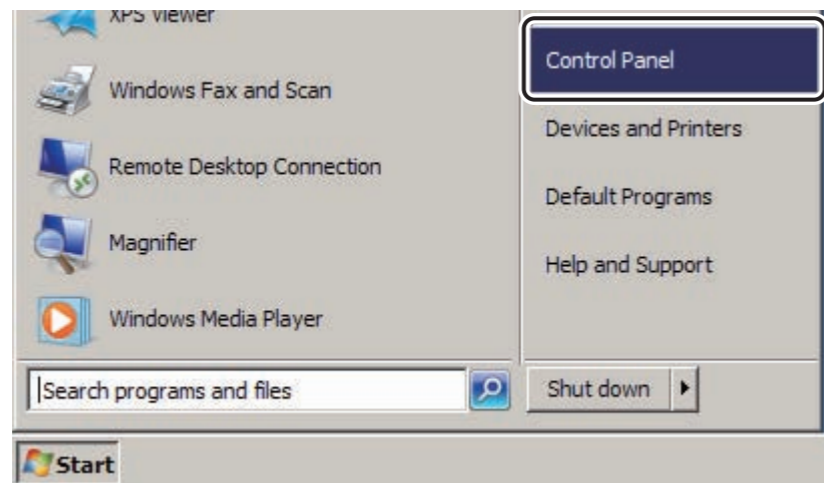 XPS Viewer
Windows Fax and Scan
Remote Desktop Connection
Magnifier
Windows Media Player
Search programs and files
Control Panel
Devices and Printers
Default Programs
Help and Support
Shut down
Start